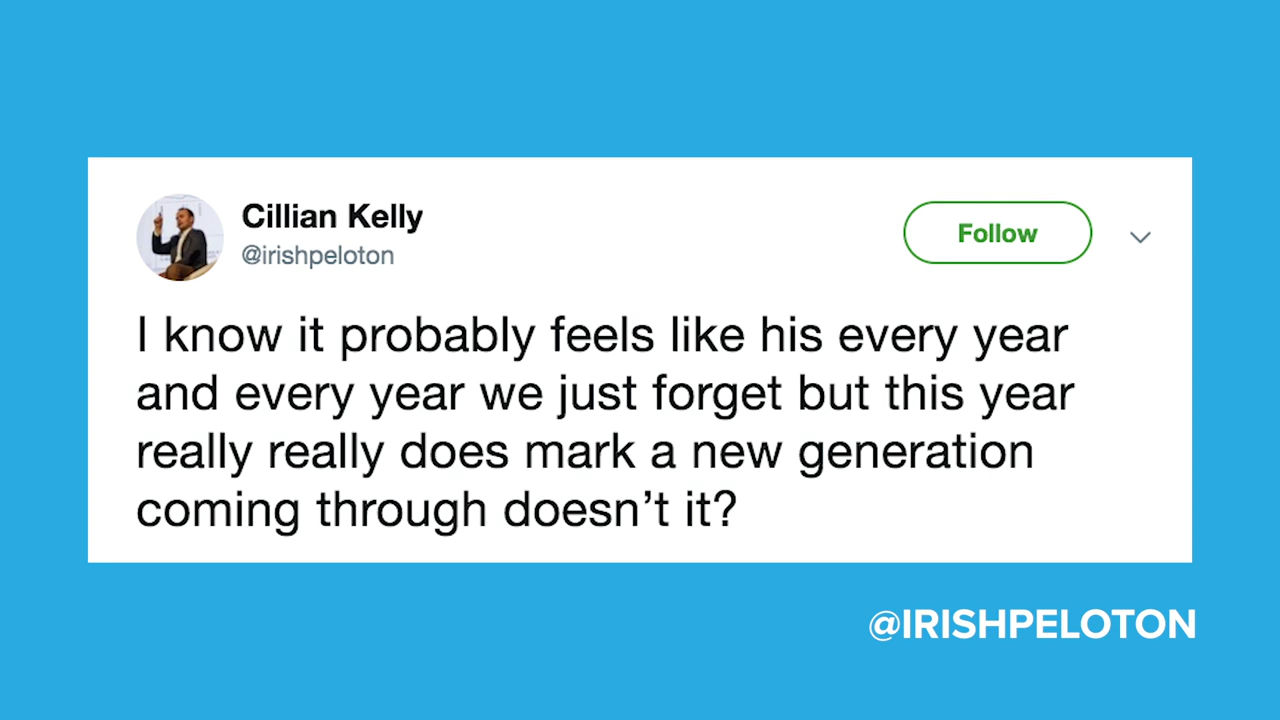 Cillian Kelly
@irishpeloton
Follow
I know it probably feels like his every year
and every year we just forget but this year
really really does mark a new generation
coming through doesn’t it?
@IRISHPELOTON